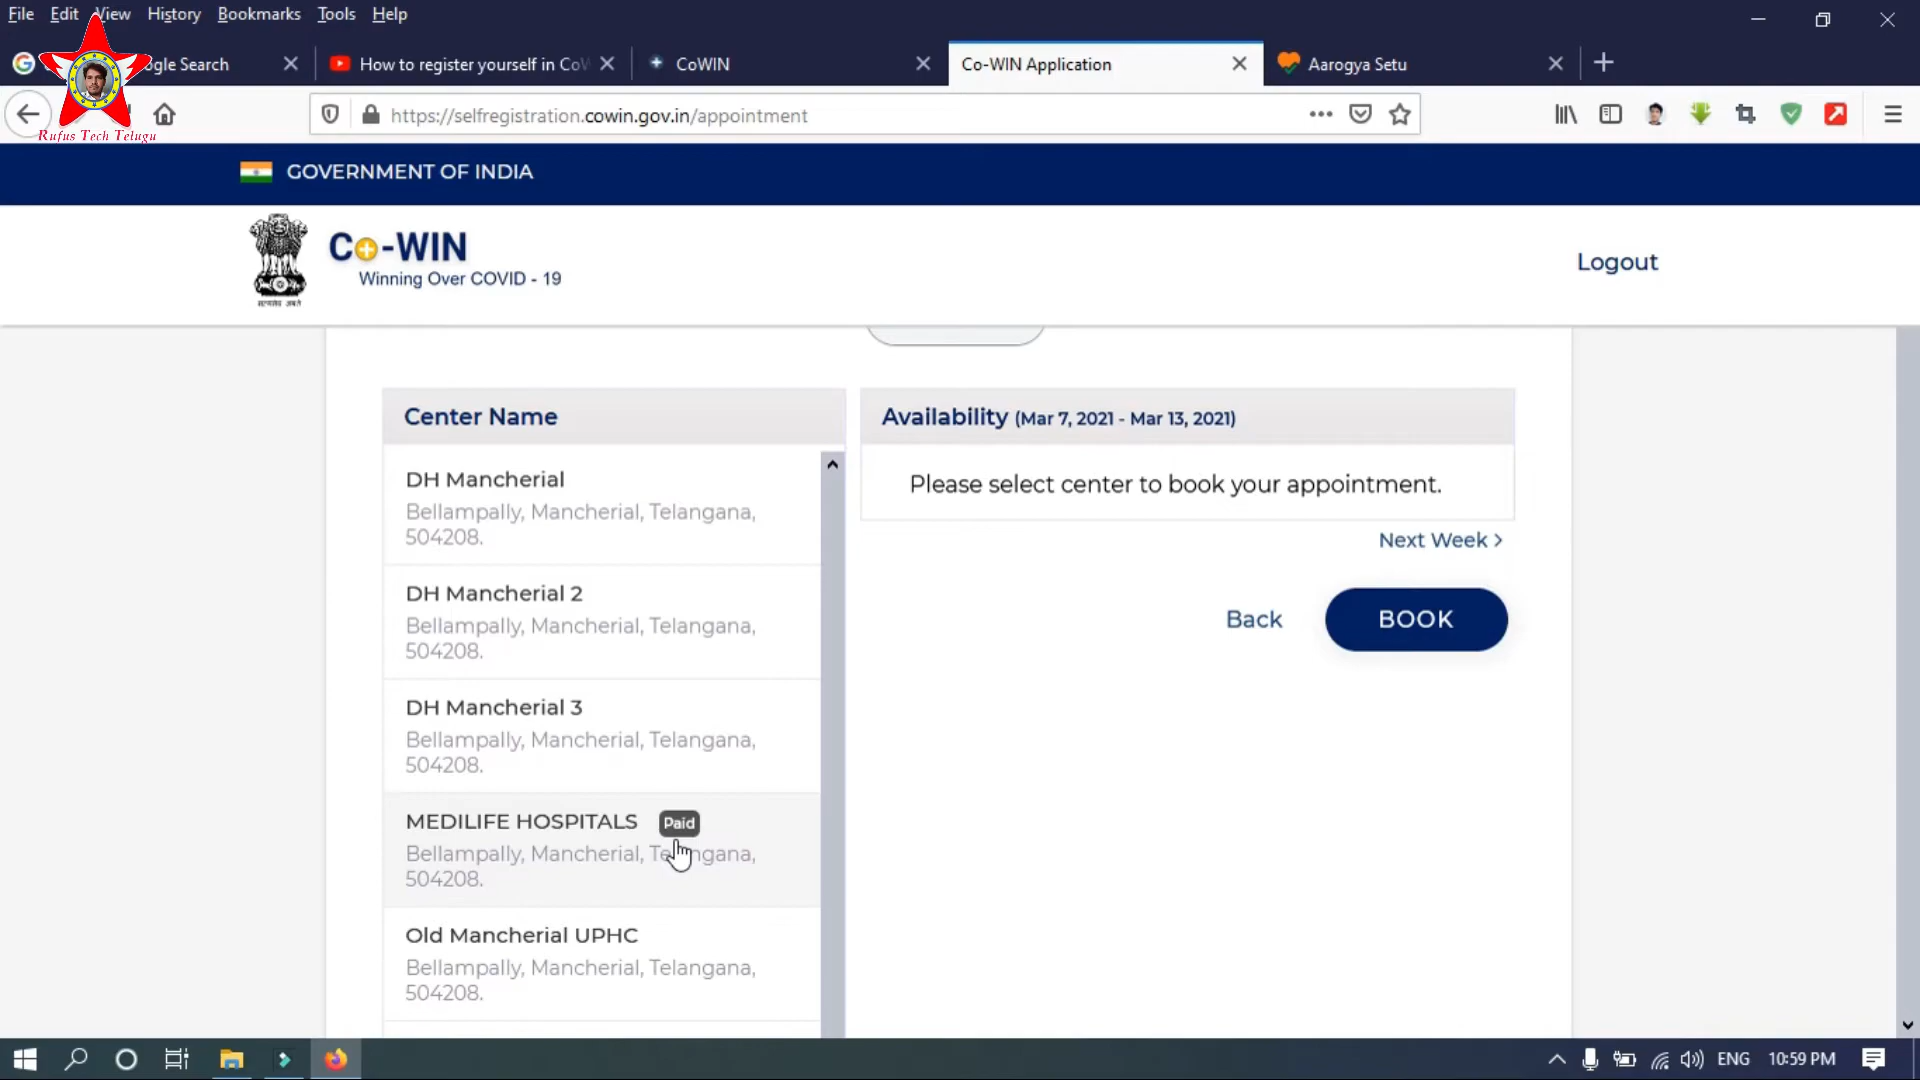 File Edit View History Bookmarks Tools Help
gle Search
How to register yourself in CoW
CoWIN
Co-WIN Application
Aarogya Setu
Rufus Tech Telugu
https://selfregistration.cowin.gov.in/appointment
GOVERNMENT OF INDIA
Co-WIN
Winning Over COVID - 19
सत्यमेव जयते
Logout
Center Name
Availability (Mar 7, 2021 - Mar 13, 2021)
DH Mancherial
Bellampally, Mancherial, Telangana,
504208.
Please select center to book your appointment.
Next Week >
Back
BOOK
DH Mancherial 2
Bellampally, Mancherial, Telangana,
504208.
DH Mancherial 3
Bellampally, Mancherial, Telangana,
504208.
MEDILIFE HOSPITALS Paid
Bellampally, Mancherial, Telangana,
504208.
Old Mancherial UPHC
Bellampally, Mancherial, Telangana,
504208.
ENG 10:59 PM